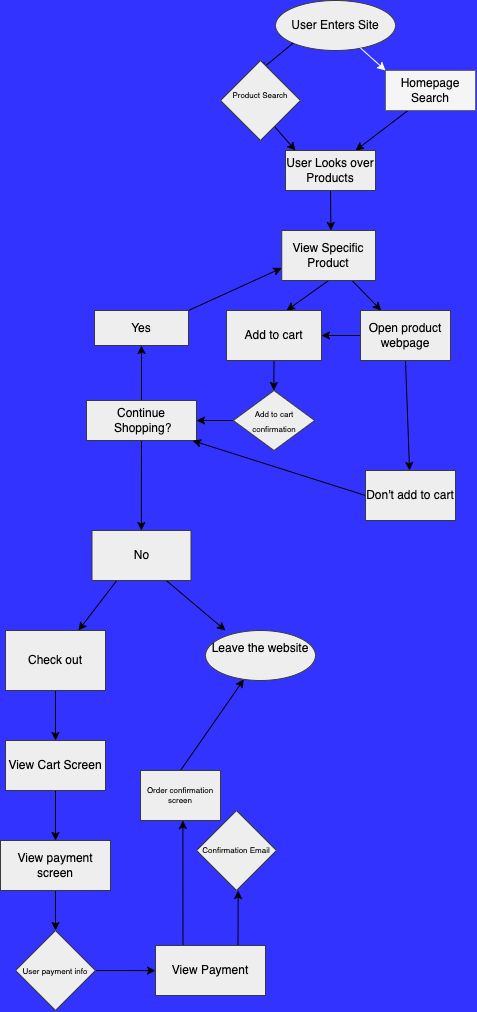 User Enters Site
Product Search
Homepage
Search
User Looks over
Products
View Specific
Product
Yes
Add to cart
Open product
webpage
Continue
Shopping?
Add to cart
confirmation
Don't add to cart
No
Check out
Leave the website
View Cart Screen
Order confirmation
screen
Confirmation Email
View payment
screen
User payment info
View Payment